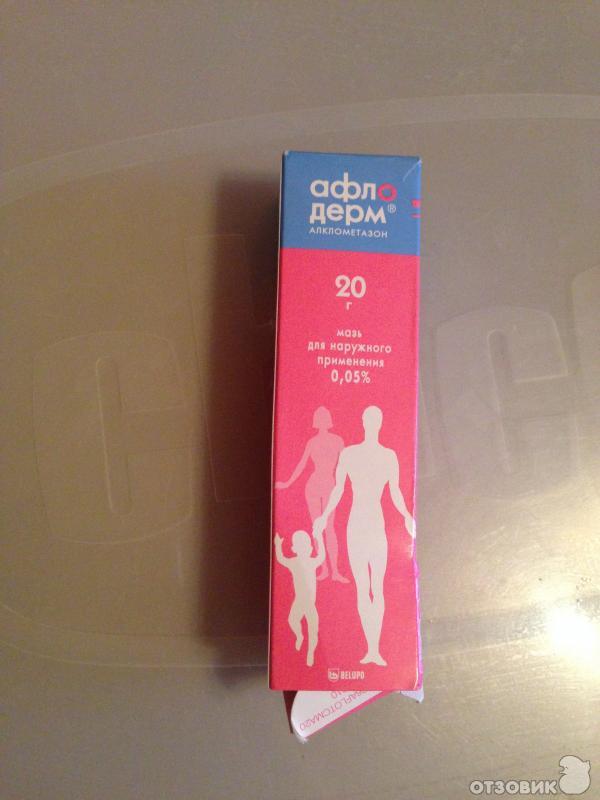 афло
дерм®
АЛКЛОМЕТАЗОН
20
г
мазь
для наружного
применения
0,05%
BELUPO
ОТЗОВИК